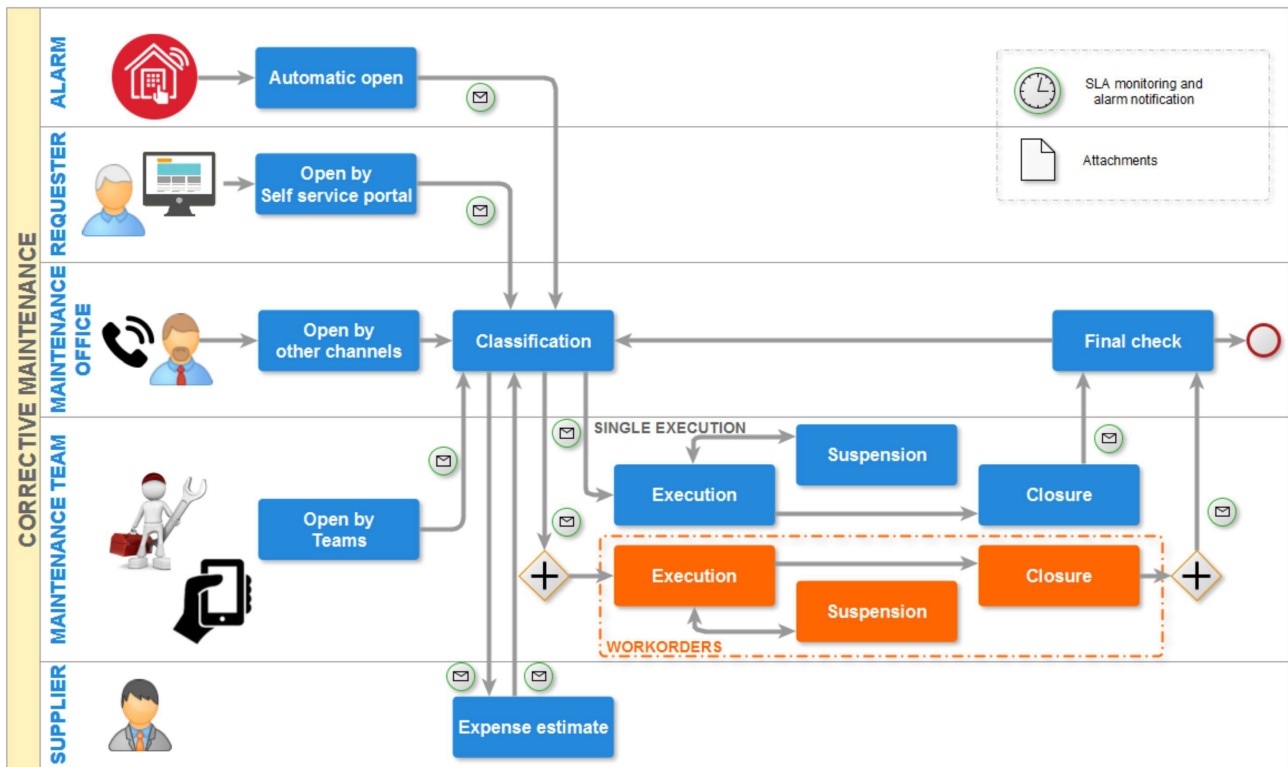 CORRECTIVE MAINTENANCE
ALARM
Automatic open
SLA monitoring and
alarm notification
Attachments
REQUESTER
Open by
Self service portal
MAINTENANCE
OFFICE
Open by
other channels
Classification
Final check
MAINTENANCE TEAM
SINGLE EXECUTION
Suspension
Execution
Closure
Open by
Teams
Execution
Closure
Suspension
WORKORDERS
SUPPLIER
Expense estimate